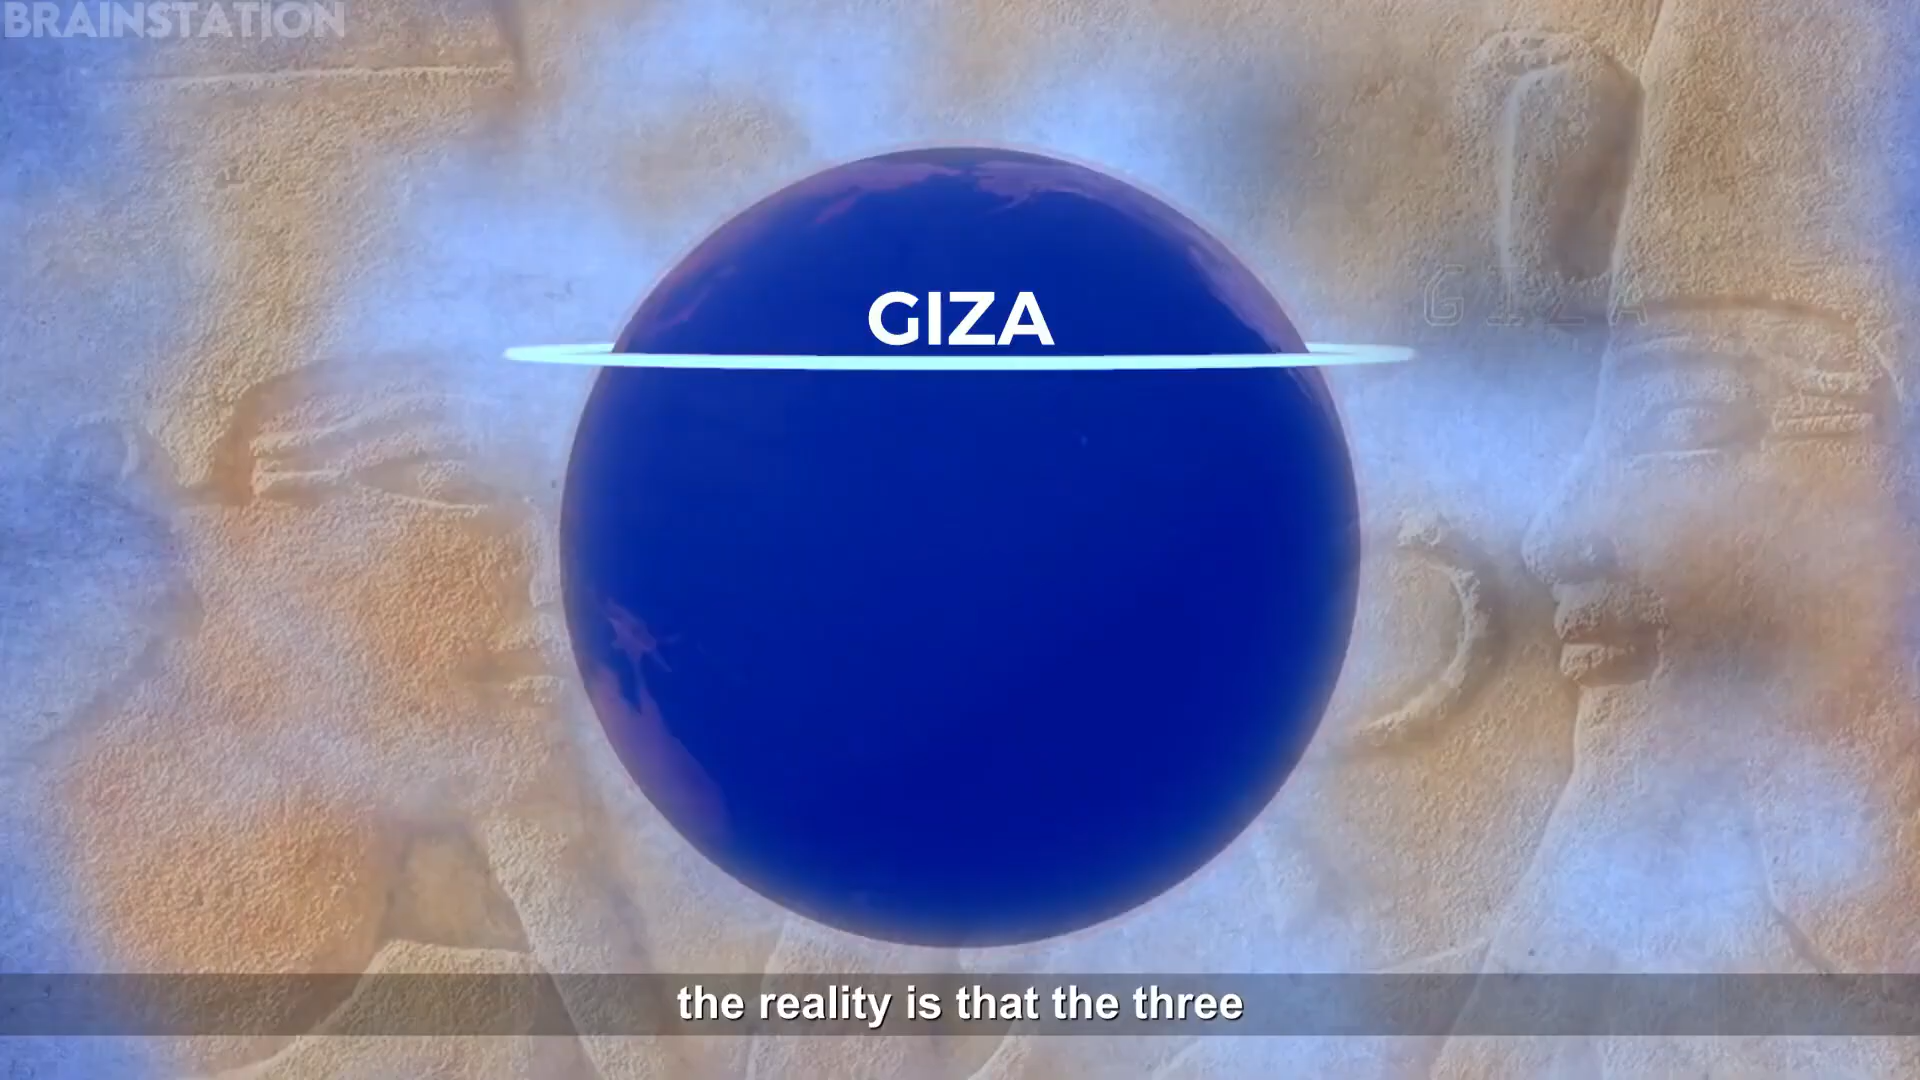 BRAINSTATION
GIZA
GIZA
the reality is that the three